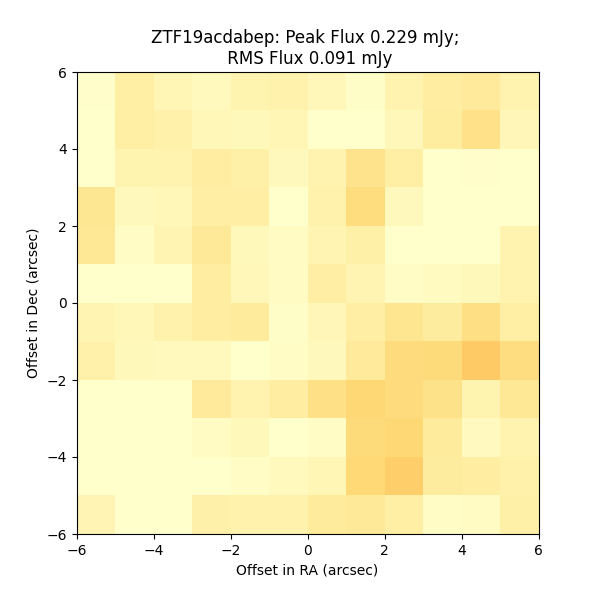 ZTF19acdabep: Peak Flux 0.229 mJy;
RMS Flux 0.091 mJy
6
4
2
0
−2
−4
−6
Offset in Dec (arcsec)
−6 −4 −2 0 2 4 6
Offset in RA (arcsec)